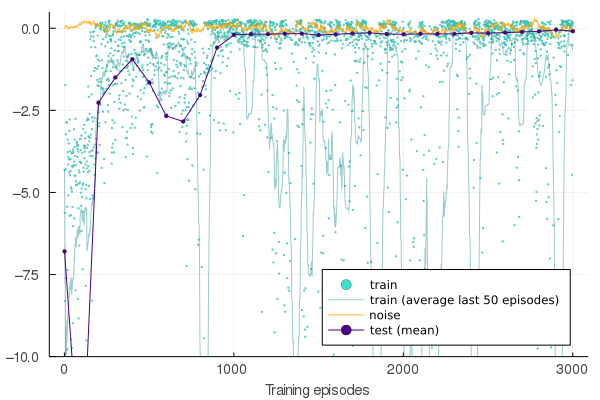 0.0
−2.5
−5.0
−7.5
−10.0
0
1000
2000
3000
Training episodes
train
train (average last 50 episodes)
noise
test (mean)